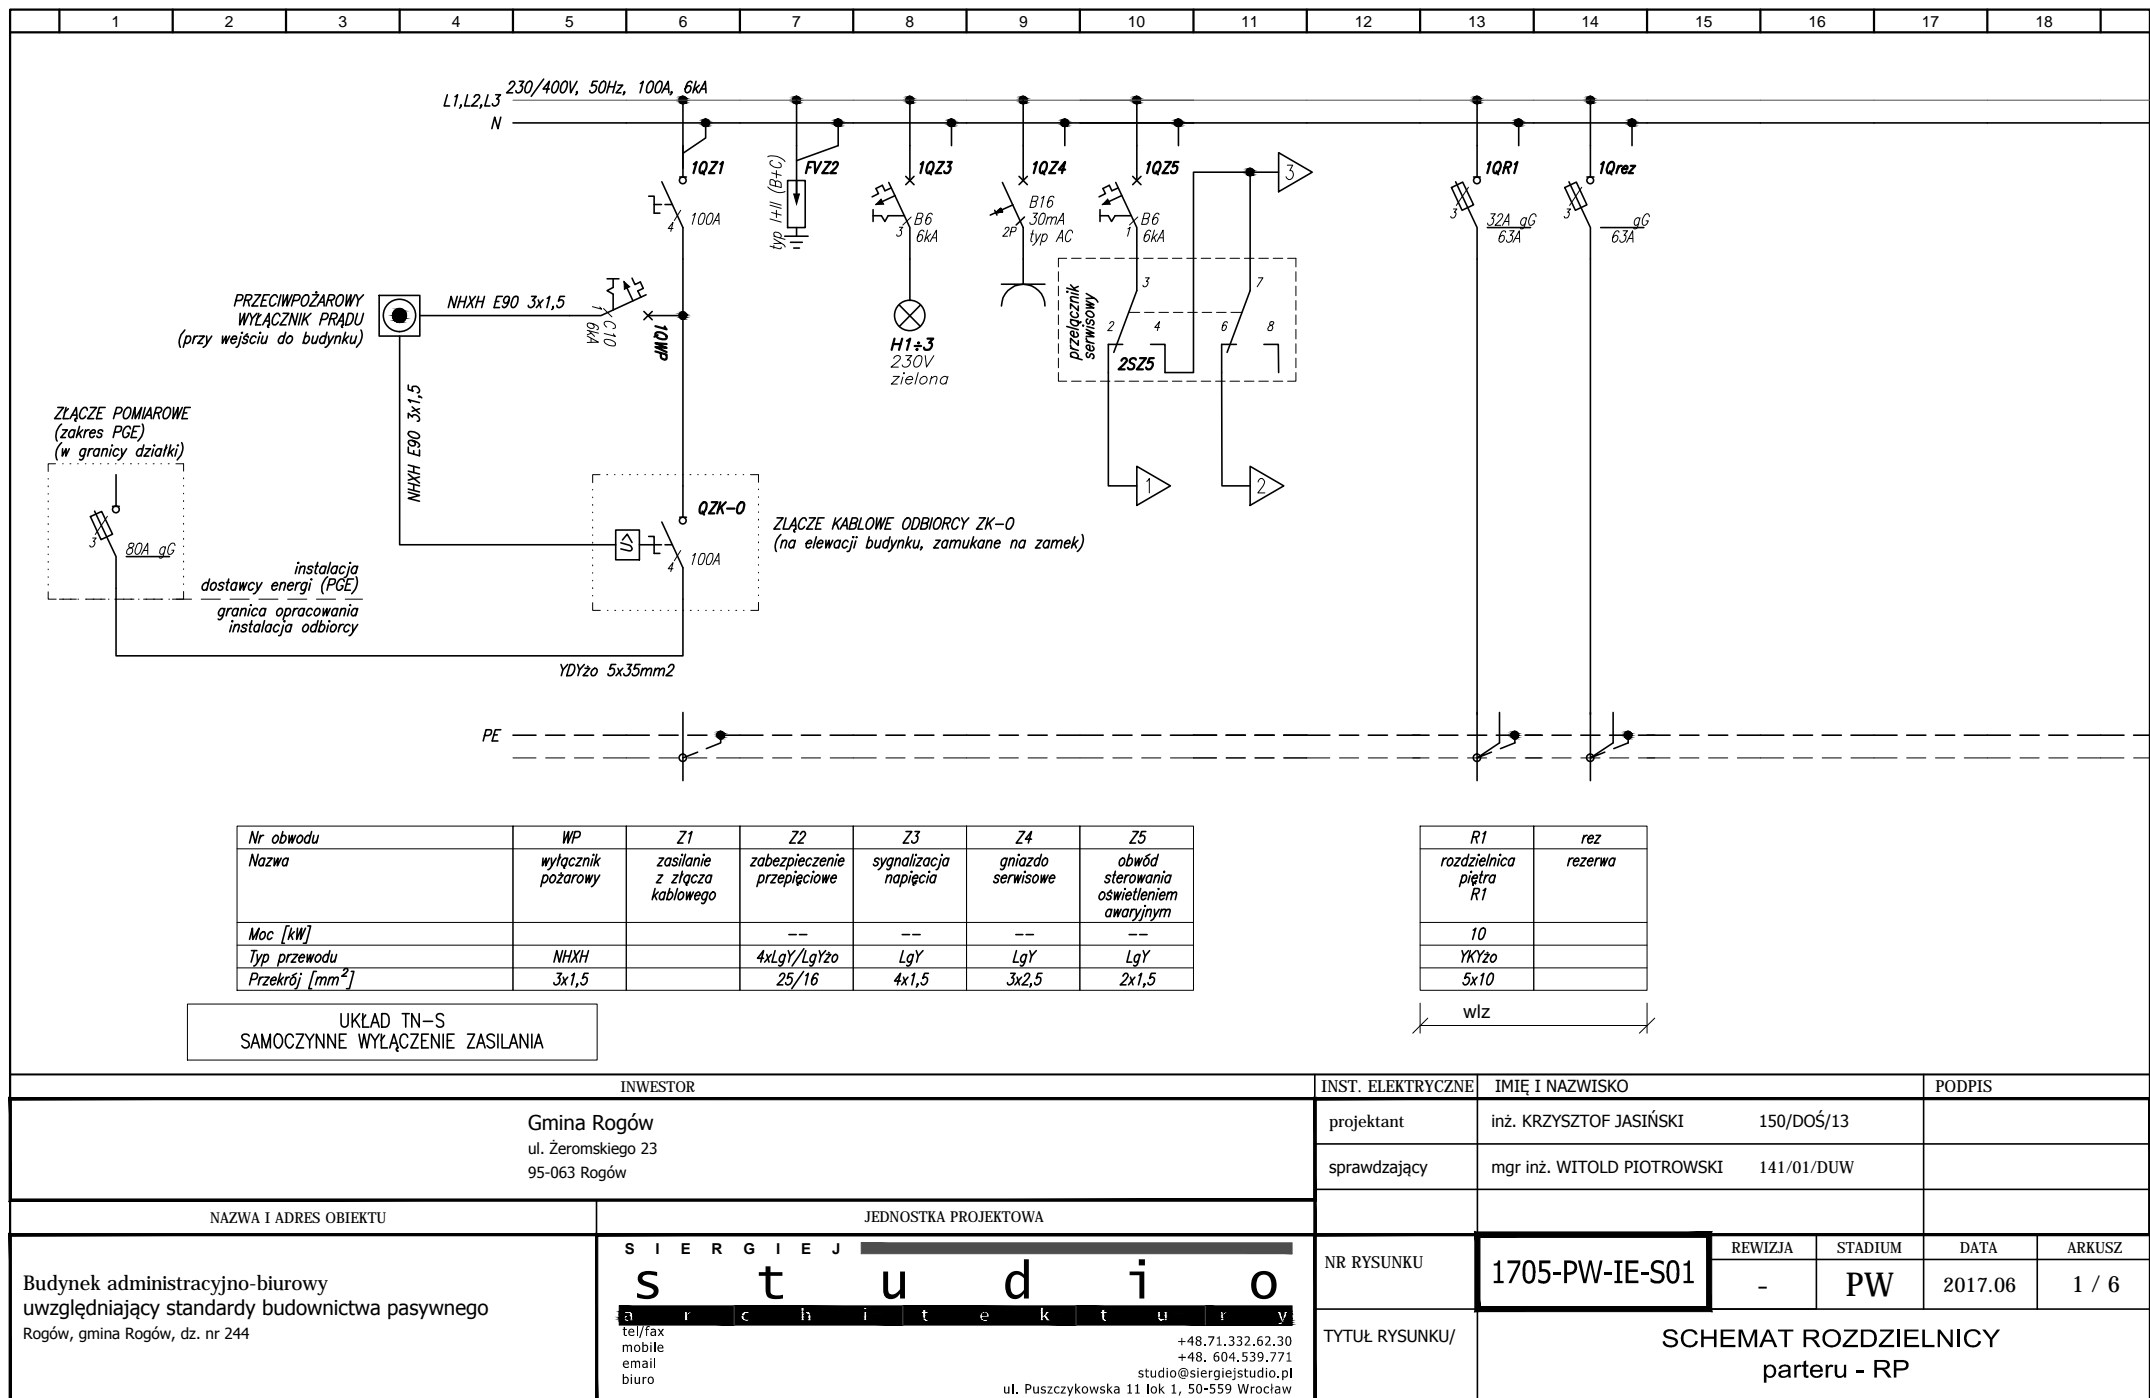 1 2 3 4 5 6 7 8 9 10 11 12 13 14 15 16 17 18
230/400V, 50Hz, 100A, 6kA
L1,L2,L3
N
1QZ1
100A
4
typ I+II (B+C)
FVZ2
1QZ3
B6
6kA
3
H1÷3
230V
zielona
1QZ4
B16
30mA
typ AC
2P
1QZ5
B6
6kA
1
przełącznik
serwisowy
3
2
4
7
6
8
2SZ5
3
1
2
1QR1
3
32A gG
63A
1Qrez
3
gG
63A
PRZECIWPOŻAROWY
WYŁĄCZNIK PRĄDU
(przy wejściu do budynku)
NHXH E90 3x1,5
1
C10
6kA
1QWP
NHXH E90 3x1,5
ZŁĄCZE POMIAROWE
(zakres PGE)
(w granicy działki)
3
80A gG
instalacja
dostawcy energi (PGE)
granica opracowania
instalacja odbiorcy
QZK-O
100A
4
ZŁĄCZE KABLOWE ODBIORCY ZK-O
(na elewacji budynku, zamukane na zamek)
YDYżo 5x35mm2
PE
Nr obwodu WP Z1 Z2 Z3 Z4 Z5 R1 rez
Nazwa
wyłącznik
pożarowy
zasilanie
z złącza
kablowego
zabezpieczenie
przepięciowe
sygnalizacja
napięcia
gniazdo
serwisowe
obwód
sterowania
oświetleniem
awaryjnym
rozdzielnica
piętra
R1
rezerwa
Moc [kW] -- -- -- -- 10
Typ przewodu NHXH 4xLgY/LgYżo LgY LgY LgY YKYżo
Przekrój [mm²] 3x1,5 25/16 4x1,5 3x2,5 2x1,5 5x10
wlz
UKŁAD TN-S
SAMOCZYNNE WYŁĄCZENIE ZASILANIA
INWESTOR
Gmina Rogów
ul. Żeromskiego 23
95-063 Rogów
INST. ELEKTRYCZNE IMIĘ I NAZWISKO PODPIS
projektant inż. KRZYSZTOF JASIŃSKI 150/DOŚ/13
sprawdzający mgr inż. WITOLD PIOTROWSKI 141/01/DUW
NAZWA I ADRES OBIEKTU
Budynek administracyjno-biurowy
uwzględniający standardy budownictwa pasywnego
Rogów, gmina Rogów, dz. nr 244
JEDNOSTKA PROJEKTOWA
SIERGIEJ
studio
architektury
tel/fax +48.71.332.62.30
mobile +48. 604.539.771
email studio@siergiejstudio.pl
biuro ul. Puszczykowska 11 lok 1, 50-559 Wrocław
NR RYSUNKU
1705-PW-IE-S01
REWIZJA STADIUM DATA ARKUSZ
- PW 2017.06 1 / 6
TYTUŁ RYSUNKU/
SCHEMAT ROZDZIELNICY
parteru - RP